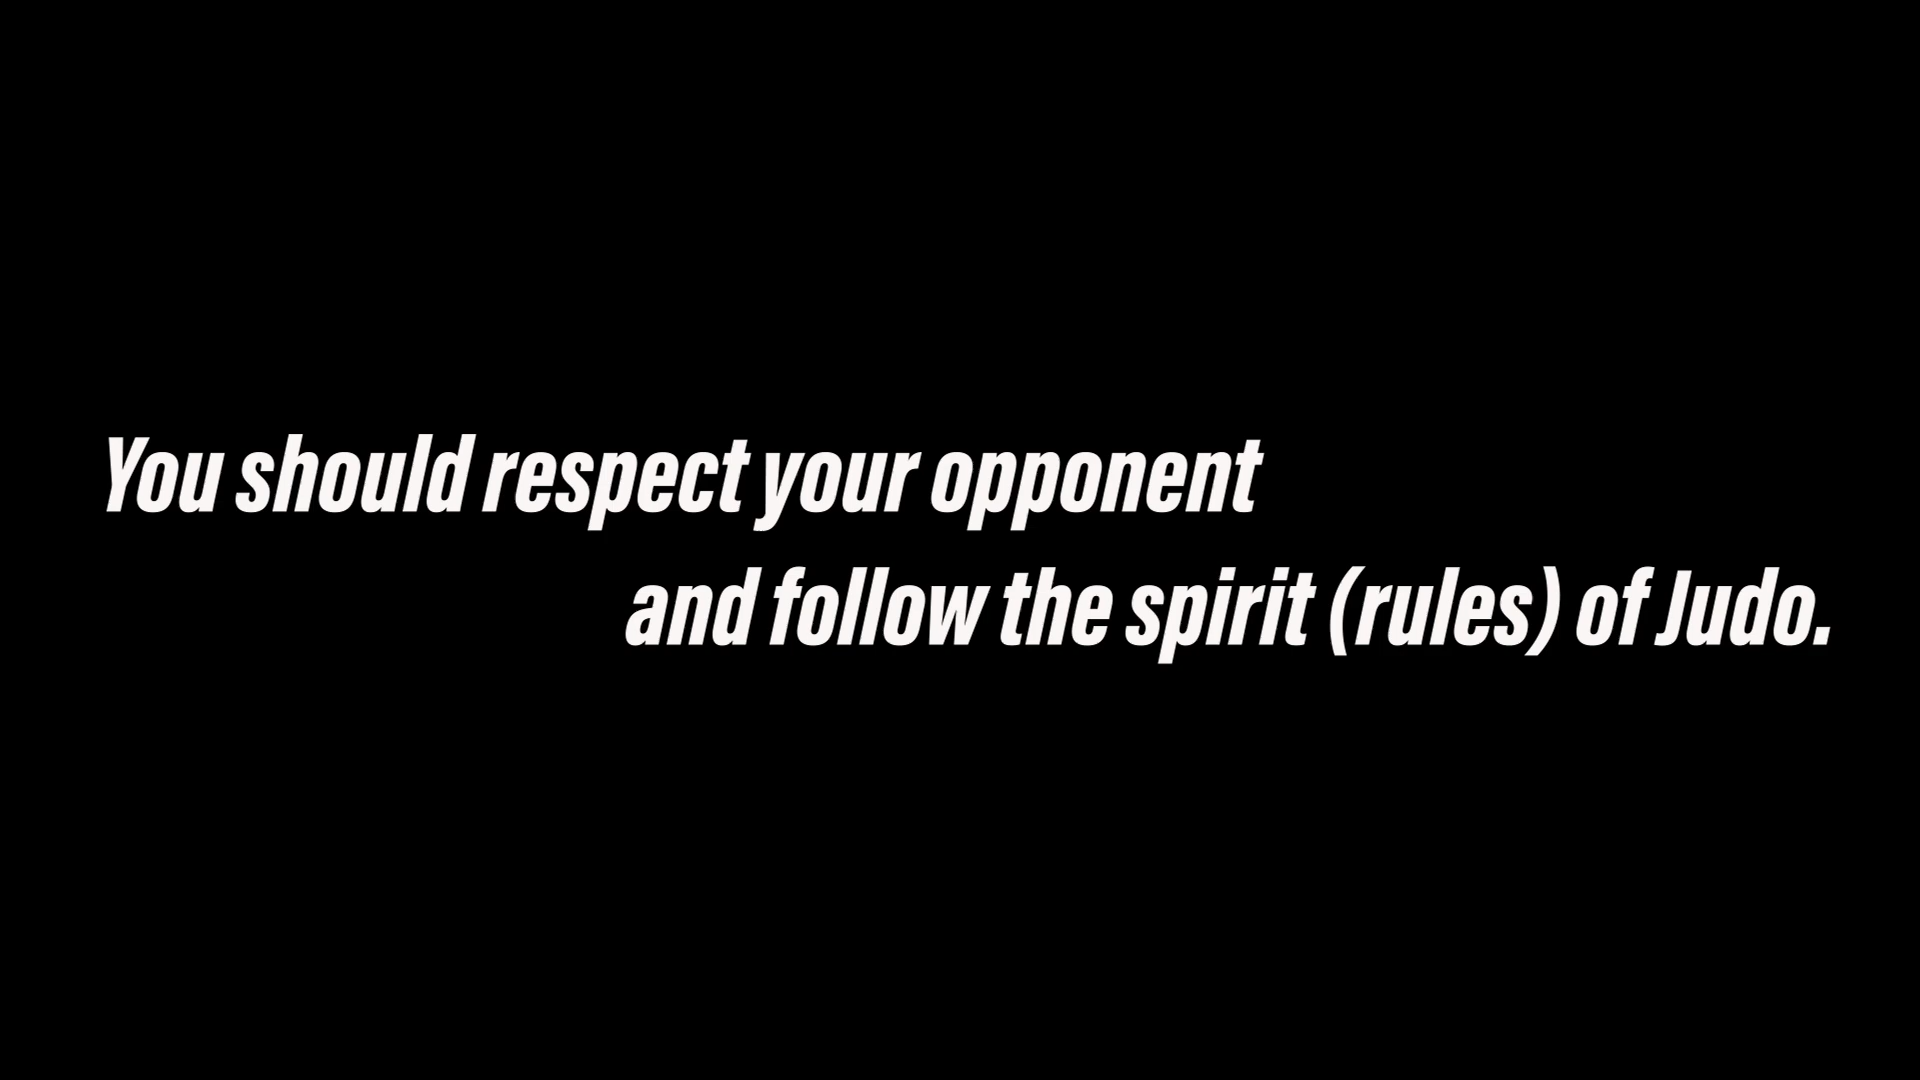 You should respect your opponent
and follow the spirit (rules) of Judo.